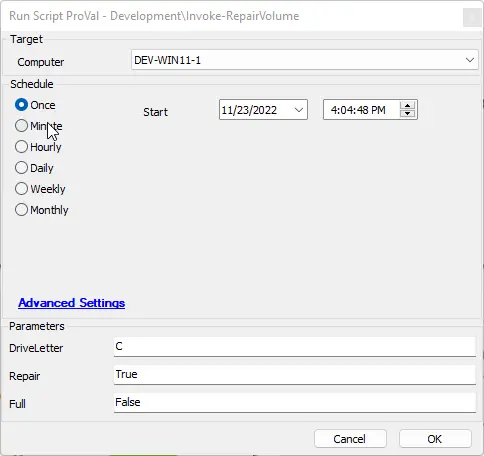 Run Script ProVal - Development\Invoke-RepairVolume
Target
Computer DEV-WIN11-1
Schedule
Once Start 11/23/2022 4:04:48 PM
Minute
Hourly
Daily
Weekly
Monthly
Advanced Settings
Parameters
DriveLetter C
Repair True
Full False
Cancel OK